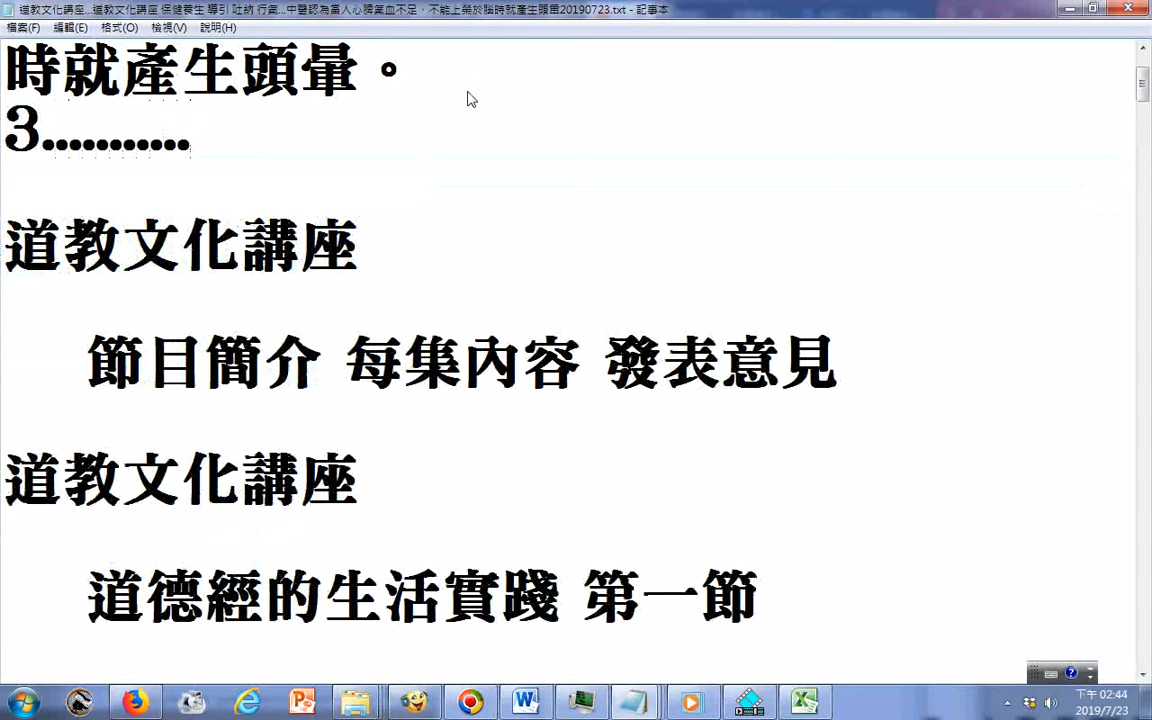 道教文化講座...道教文化講座 保健養生 導引 吐納 行氣...中醫認為當人心脾氣血不足，不能上榮於腦時就產生頭暈20190723.txt - 記事本
檔案(F) 編輯(E) 格式(O) 檢視(V) 說明(H)
時就產生頭暈。
3...........
道教文化講座
節目簡介 每集內容 發表意見
道教文化講座
道德經的生活實踐 第一節
下午 02:44
2019/7/23